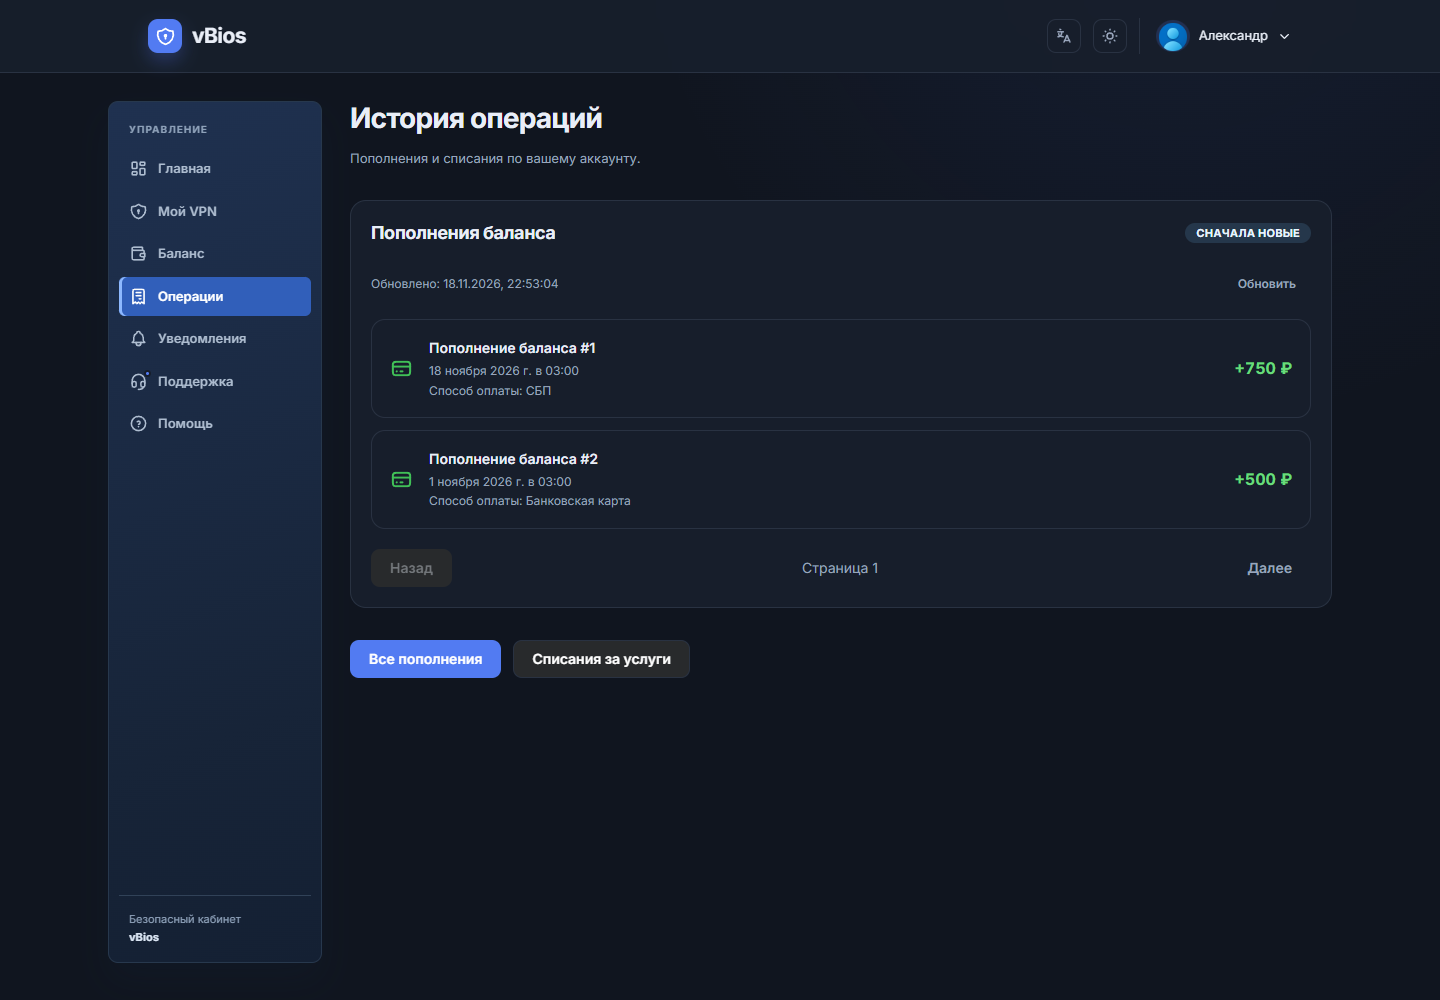 vBios
Александр
УПРАВЛЕНИЕ
Главная
Мой VPN
Баланс
Операции
Уведомления
Поддержка
Помощь
Безопасный кабинет
vBios
История операций
Пополнения и списания по вашему аккаунту.
Пополнения баланса
СНАЧАЛА НОВЫЕ
Обновлено: 18.11.2026, 22:53:04
Обновить
Пополнение баланса #1
18 ноября 2026 г. в 03:00
Способ оплаты: СБП
+750 ₽
Пополнение баланса #2
1 ноября 2026 г. в 03:00
Способ оплаты: Банковская карта
+500 ₽
Назад
Страница 1
Далее
Все пополнения
Списания за услуги